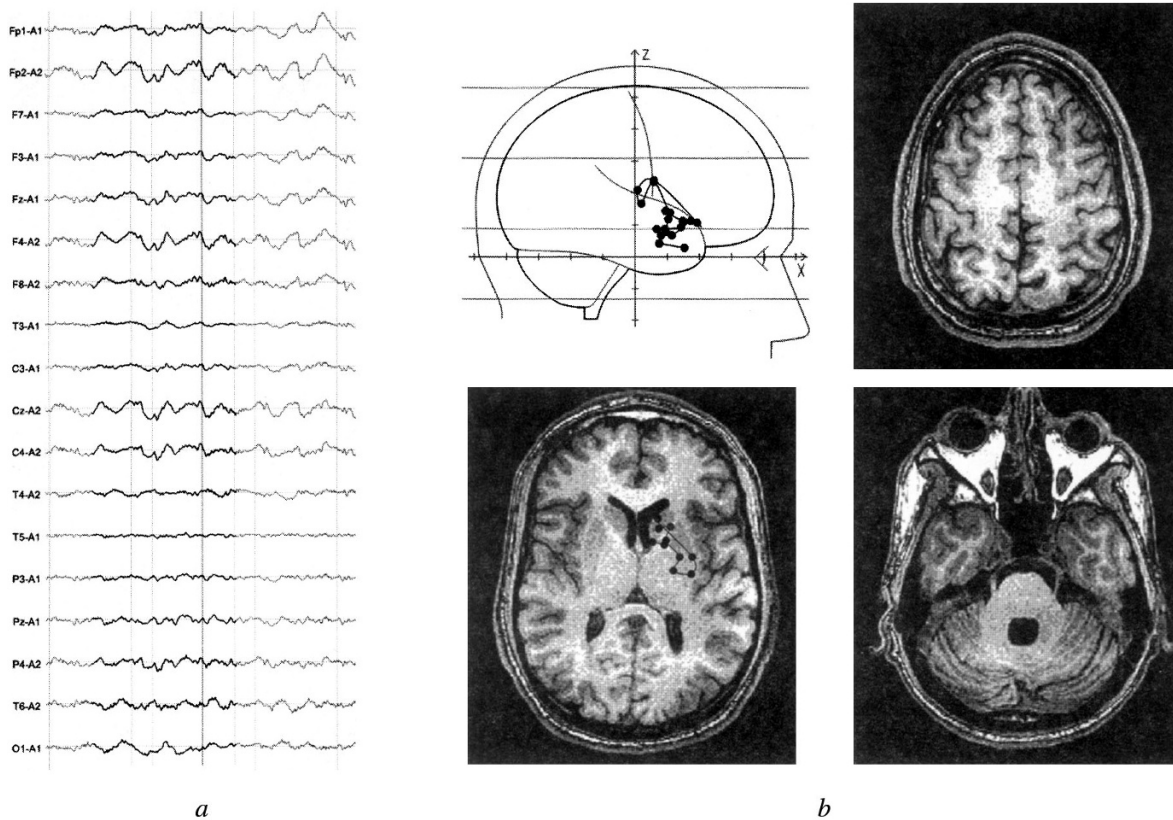 Fp1-A1
Fp2-A2
F7-A1
F3-A1
Fz-A1
F4-A2
F8-A2
T3-A1
C3-A1
Cz-A2
C4-A2
T4-A2
T5-A1
P3-A1
Pz-A1
P4-A2
T6-A2
O1-A1
a
Z
X
b